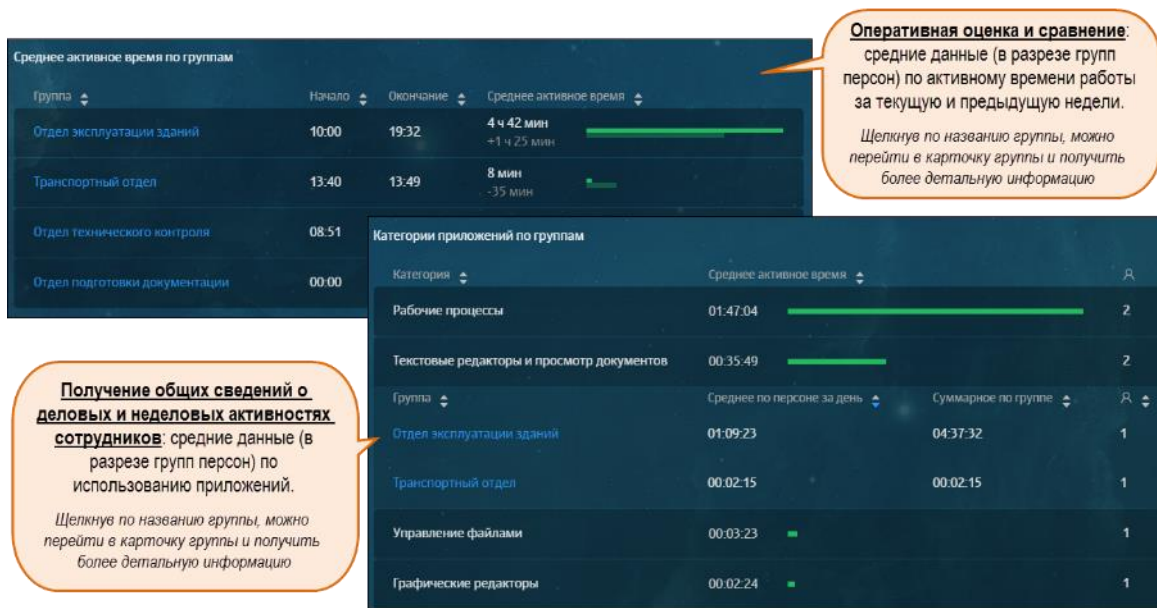 Среднее активное время по группам
Группа Начало Окончание Среднее активное время
Отдел эксплуатации зданий 10:00 19:32 4 ч 42 мин
+1 ч 25 мин
Транспортный отдел 13:40 13:49 8 мин
-35 мин
Отдел технического контроля 08:51
Отдел подготовки документации 00:00
Оперативная оценка и сравнение:
средние данные (в разрезе групп
персон) по активному времени работы
за текущую и предыдущую недели.
Щелкнув по названию группы, можно
перейти в карточку группы и получить
более детальную информацию
Категории приложений по группам
Категория Среднее активное время
Рабочие процессы 01:47:04 2
Текстовые редакторы и просмотр документов 00:35:49 2
Группа Среднее по персоне за день Суммарное по группе
Отдел эксплуатации зданий 01:09:23 04:37:32 1
Транспортный отдел 00:02:15 00:02:15 1
Управление файлами 00:03:23 1
Графические редакторы 00:02:24 1
Получение общих сведений о
деловых и неделовых активностях
сотрудников: средние данные (в
разрезе групп персон) по
использованию приложений.
Щелкнув по названию группы, можно
перейти в карточку группы и получить
более детальную информацию